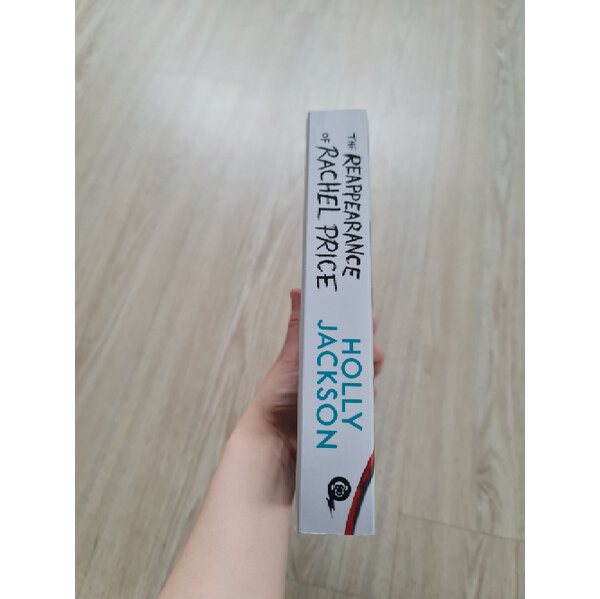 THE REAPPEARANCE
OF RACHEL PRICE
HOLLY
JACKSON